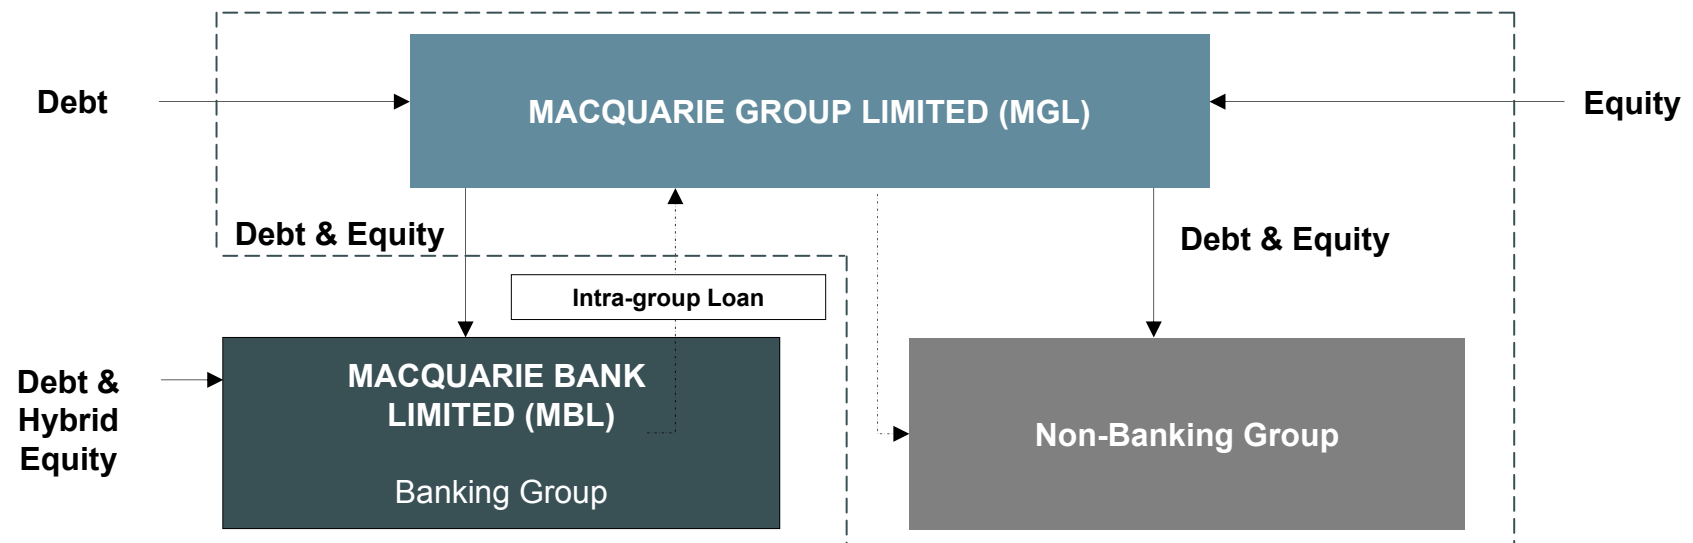 Debt
MACQUARIE GROUP LIMITED (MGL)
Equity
Debt & Equity
Debt & Equity
Intra-group Loan
Debt &
Hybrid
Equity
MACQUARIE BANK
LIMITED (MBL)
Banking Group
Non-Banking Group